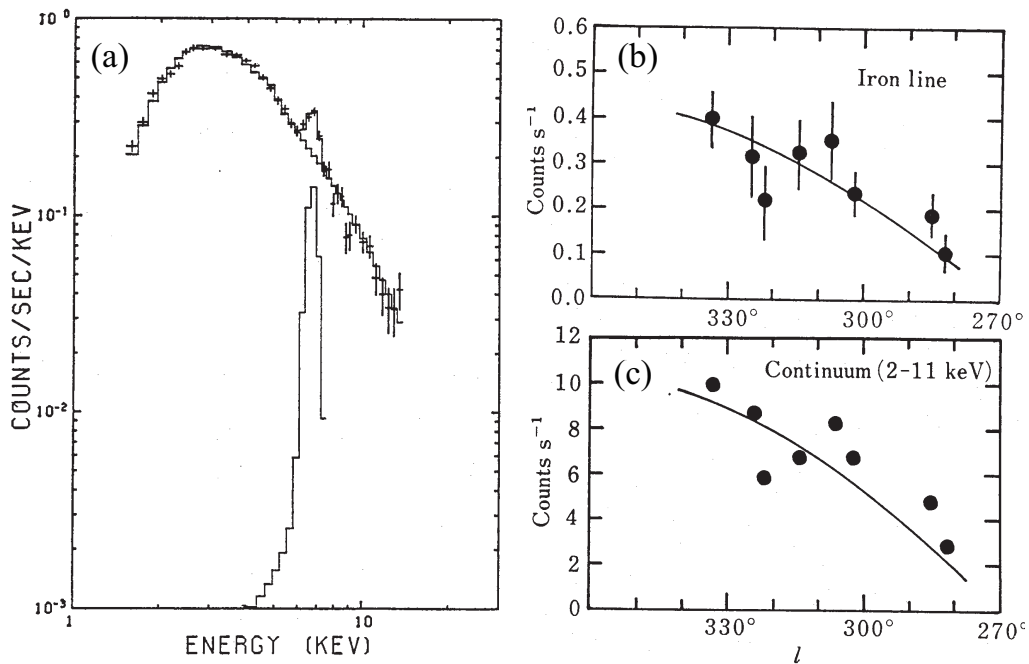 (a)
10⁰
10⁻¹
10⁻²
10⁻³
COUNTS/SEC/KEV
1
10
ENERGY (KEV)
(b)
Iron line
0.6
0.5
0.4
0.3
0.2
0.1
0.0
Counts s⁻¹
330°
300°
270°
(c)
Continuum (2–11 keV)
12
10
8
6
4
2
0
Counts s⁻¹
330°
300°
270°
l